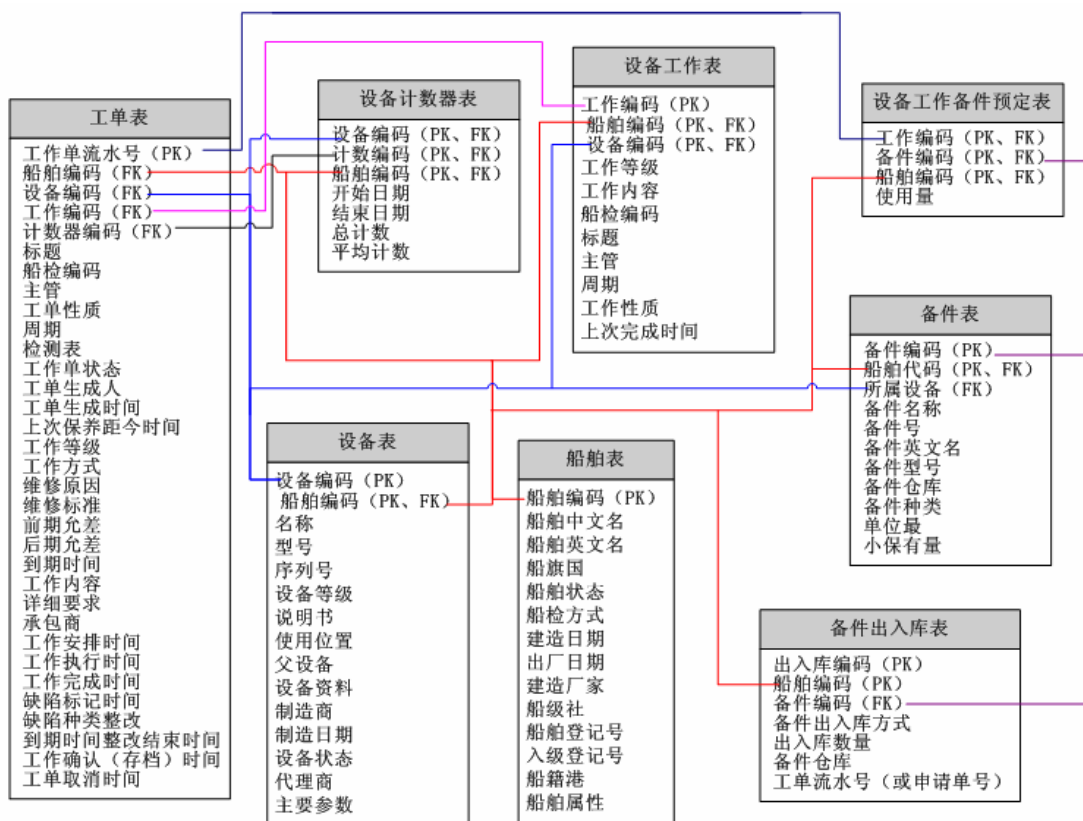 工单表
工作单流水号（PK）
船舶编码（FK）
设备编码（FK）
工作编码（FK）
计数器编码（FK）
标题
船检编码
主管
工单性质
周期
检测表
工作单状态
工单生成人
工单生成时间
上次保养距今时间
工作等级
工作方式
维修原因
维修标准
前期允差
后期允差
到期时间
工作内容
详细要求
承包商
工作安排时间
工作执行时间
工作完成时间
缺陷标记时间
缺陷种类整改
到期时间整改结束时间
工作确认（存档）时间
工单取消时间
设备计数器表
设备编码（PK、FK）
计数编码（PK、FK）
船舶编码（PK、FK）
开始日期
结束日期
总计数
平均计数
设备工作表
工作编码（PK）
船舶编码（PK、FK）
设备编码（PK、FK）
工作等级
工作内容
船检编码
标题
主管
周期
工作性质
上次完成时间
设备工作备件预定表
工作编码（PK、FK）
备件编码（PK、FK）
船舶编码（PK、FK）
使用量
备件表
备件编码（PK）
船舶代码（PK、FK）
所属设备（FK）
备件名称
备件号
备件英文名
备件型号
备件仓库
备件种类
单位最
小保有量
设备表
设备编码（PK）
船舶编码（PK、FK）
名称
型号
序列号
设备等级
说明书
使用位置
父设备
设备资料
制造商
制造日期
设备状态
代理商
主要参数
船舶表
船舶编码（PK）
船舶中文名
船舶英文名
船旗国
船舶状态
船检方式
建造日期
出厂日期
建造厂家
船级社
船舶登记号
入级登记号
船籍港
船舶属性
备件出入库表
出入库编码（PK）
船舶编码（PK）
备件编码（FK）
备件出入库方式
出入库数量
备件仓库
工单流水号（或申请单号）